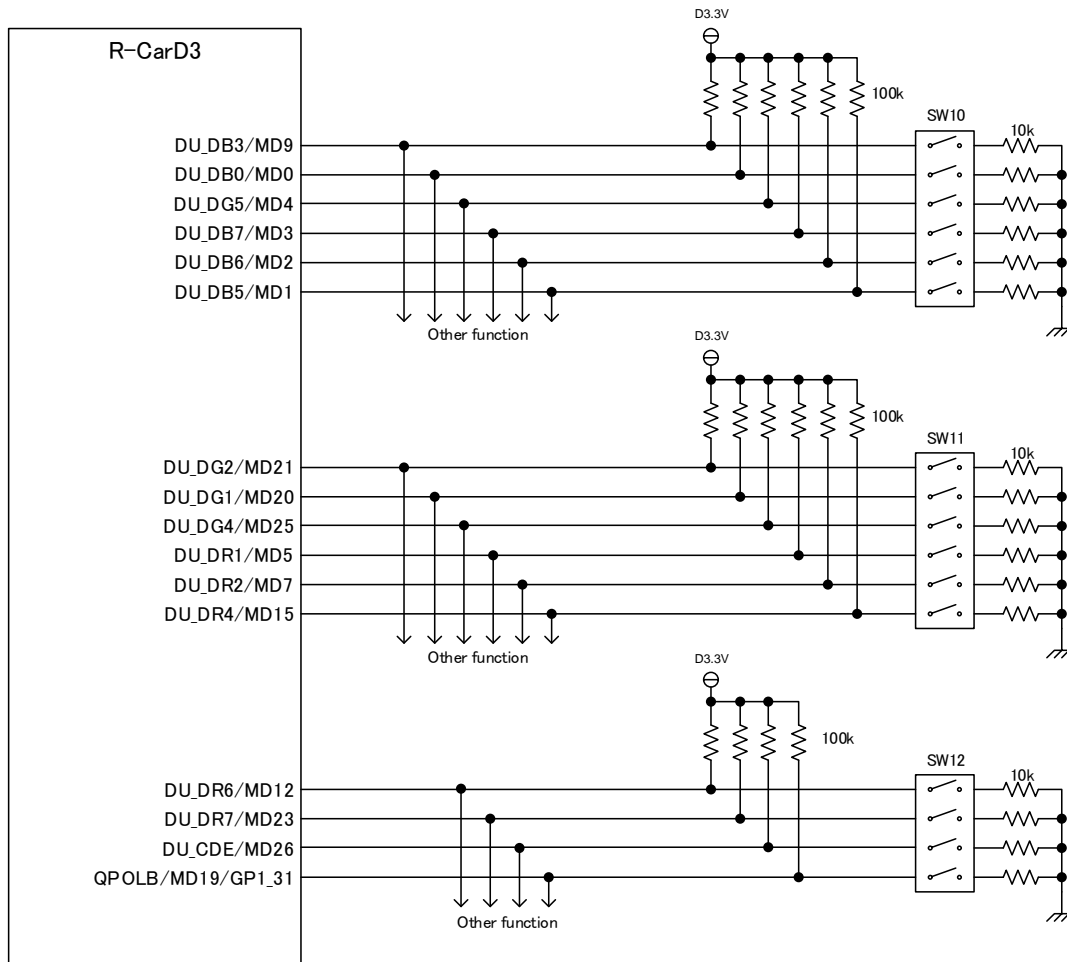 R-CarD3
D3.3V
100k
SW10
10k
DU_DB3/MD9
DU_DB0/MD0
DU_DG5/MD4
DU_DB7/MD3
DU_DB6/MD2
DU_DB5/MD1
Other function
D3.3V
100k
SW11
10k
DU_DG2/MD21
DU_DG1/MD20
DU_DG4/MD25
DU_DR1/MD5
DU_DR2/MD7
DU_DR4/MD15
Other function
D3.3V
100k
SW12
10k
DU_DR6/MD12
DU_DR7/MD23
DU_CDE/MD26
QPOLB/MD19/GP1_31
Other function